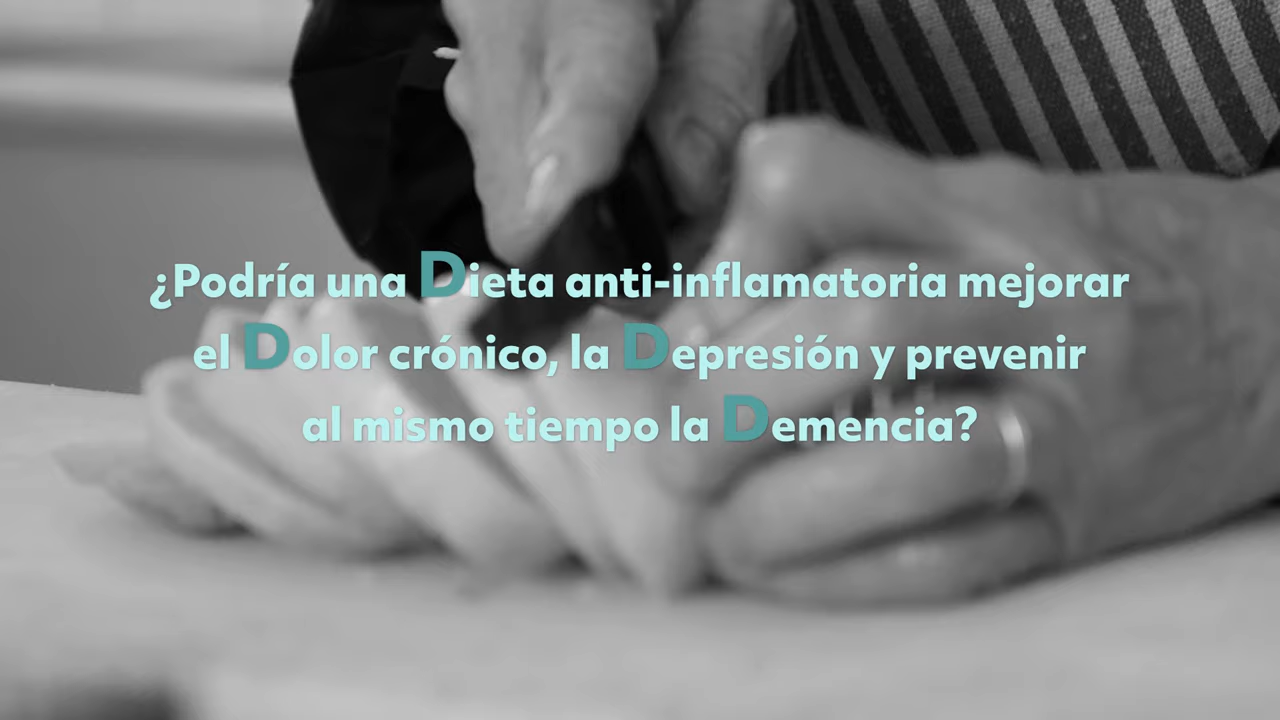 ¿Podría una Dieta anti-inflamatoria mejorar
el Dolor crónico, la Depresión y prevenir
al mismo tiempo la Demencia?